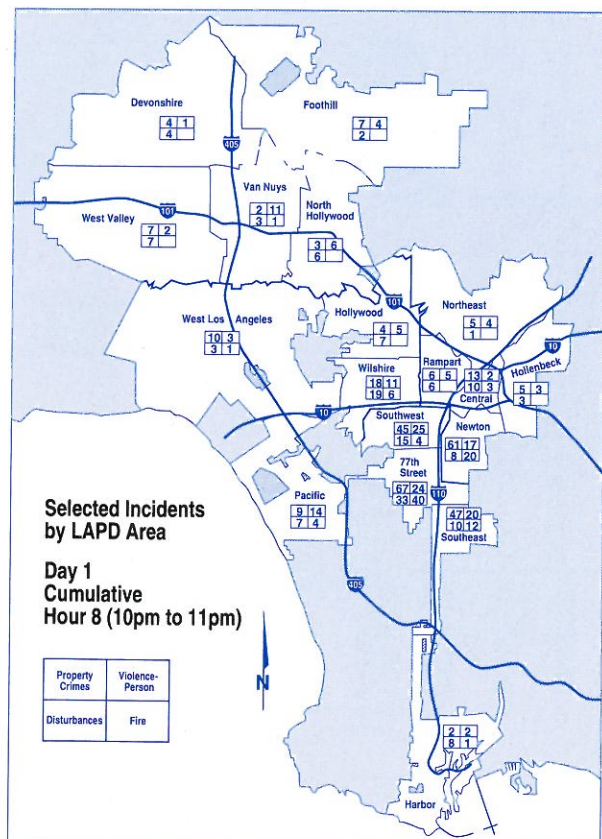 Devonshire
4 1
4
Foothill
7 4
2
405
Van Nuys
2 11
3 1
North
Hollywood
3 6
6
101
West Valley
7 2
7
West Los Angeles
10 3
3 1
Hollywood
4 5
7
101
Northeast
5 4
1
10
Wilshire
18 11
19 6
Rampart
6 5
6
13 2
10 3
Central
Hollenbeck
5 3
3
10
Southwest
45 25
15 4
Newton
61 17
8 20
77th
Street
67 24
33 40
110
47 20
10 12
Southeast
Pacific
9 14
7 4
405
Selected Incidents
by LAPD Area
Day 1
Cumulative
Hour 8 (10pm to 11pm)
N
Property
Crimes
Violence-
Person
Disturbances
Fire
2 2
8 1
Harbor